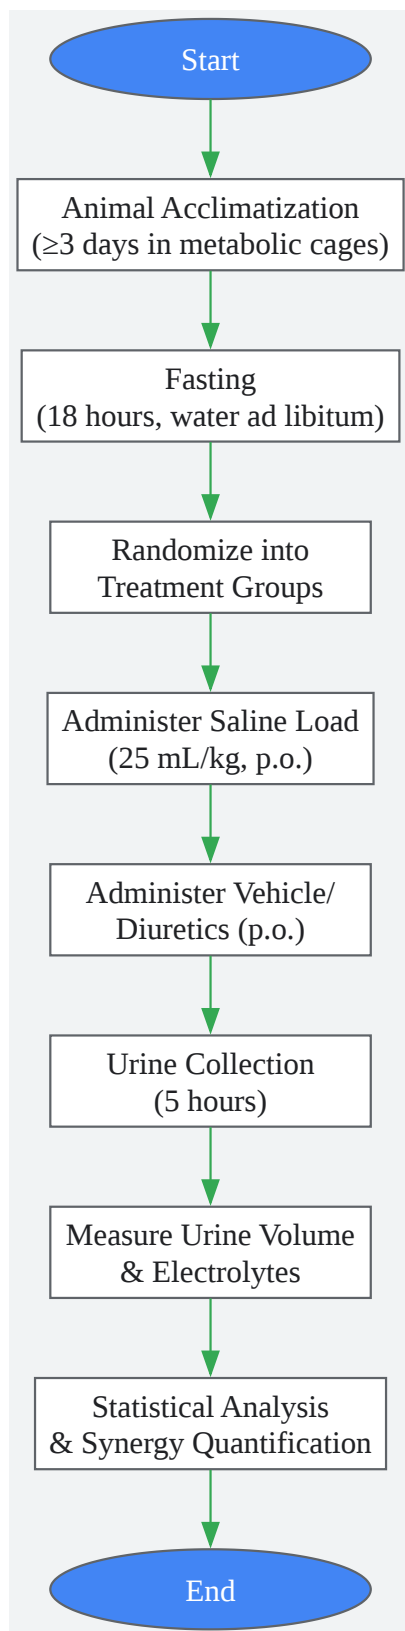 Start
Animal Acclimatization
(≥3 days in metabolic cages)
Fasting
(18 hours, water ad libitum)
Randomize into
Treatment Groups
Administer Saline Load
(25 mL/kg, p.o.)
Administer Vehicle/
Diuretics (p.o.)
Urine Collection
(5 hours)
Measure Urine Volume
& Electrolytes
Statistical Analysis
& Synergy Quantification
End